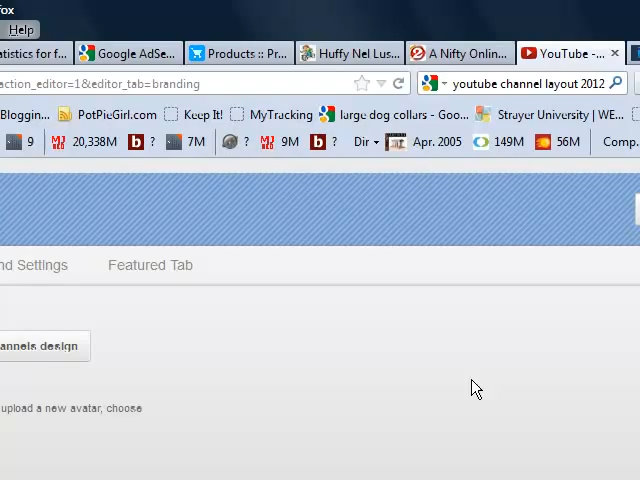 fox
Help
atistics for f... Google AdSe... Products :: Pr... Huffy Nel Lus... A Nifty Onlin... YouTube -...
action_editor=1&editor_tab=branding youtube channel layout 2012
Bloggin... PotPieGirl.com Keep It! MyTracking large dog collars - Goo... Strayer University | WE...
9 20,338M ? 7M ? 9M ? Dir Apr. 2005 149M 56M Comp.
nd Settings Featured Tab
annels design
upload a new avatar, choose